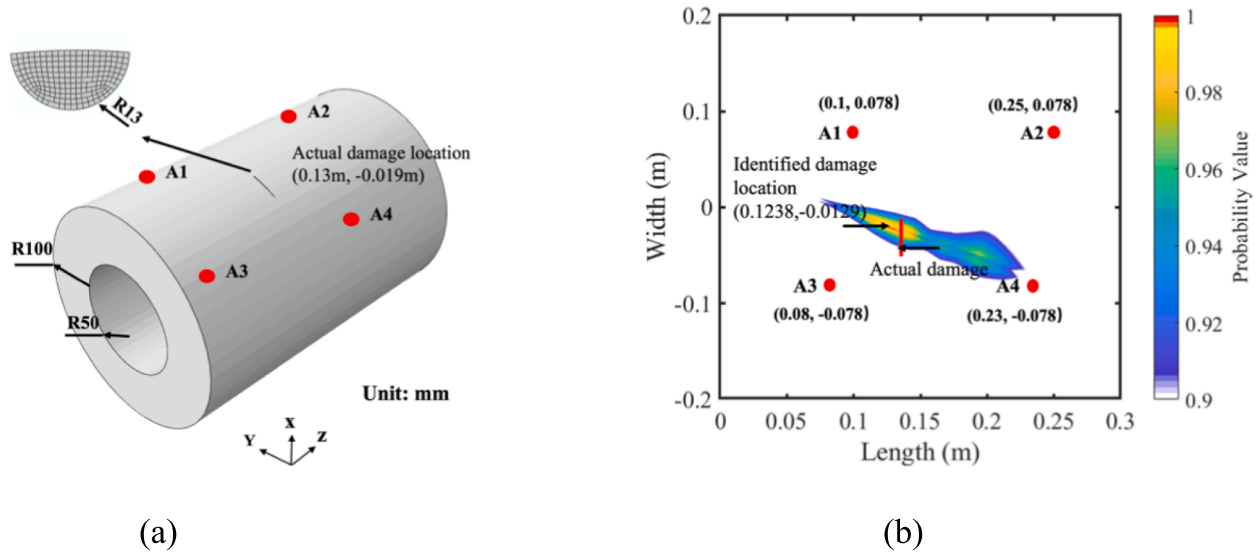 R13
A2
A1
Actual damage location
(0.13m, -0.019m)
A4
R100
A3
R50
Unit: mm
X
Y
Z
(a)
0.2
0.1
0
-0.1
-0.2
Width (m)
(0.1, 0.078)
(0.25, 0.078)
A1
A2
Identified damage
location
(0.1238,-0.0129)
Actual damage
A3
A4
(0.08, -0.078)
(0.23, -0.078)
0
0.05
0.1
0.15
0.2
0.25
0.3
Length (m)
1
0.98
0.96
0.94
0.92
0.9
Probability Value
(b)